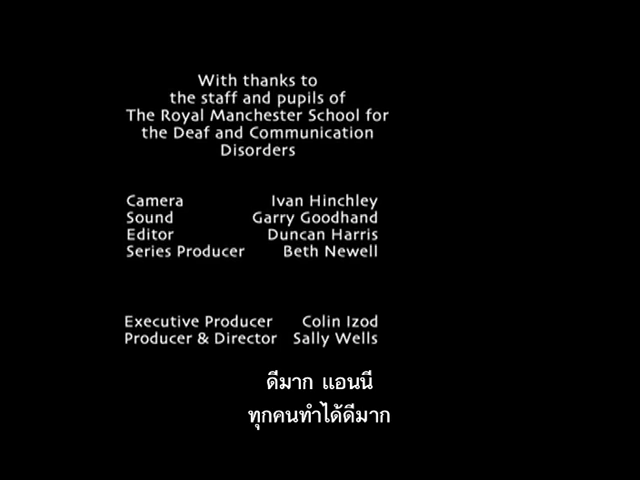 With thanks to
the staff and pupils of
The Royal Manchester School for
the Deaf and Communication
Disorders
Camera Ivan Hinchley
Sound Garry Goodhand
Editor Duncan Harris
Series Producer Beth Newell
Executive Producer Colin Izod
Producer & Director Sally Wells
ดีมาก แอนนี
ทุกคนทำได้ดีมาก